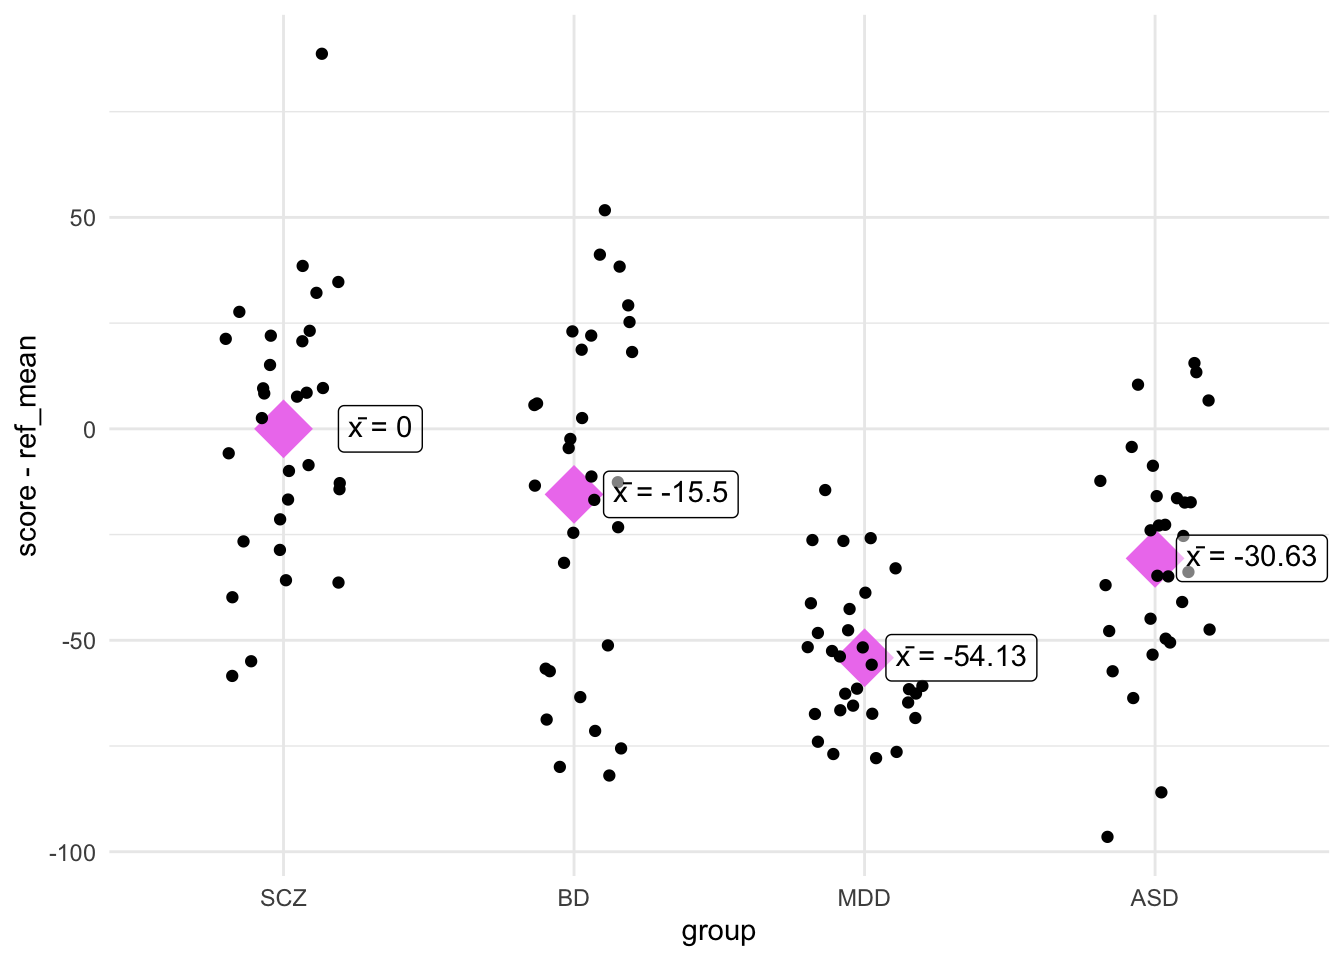 50
0
-50
-100
score - ref_mean
x̄ = 0
x̄ = -15.5
x̄ = -54.13
x̄ = -30.63
SCZ BD MDD ASD
group